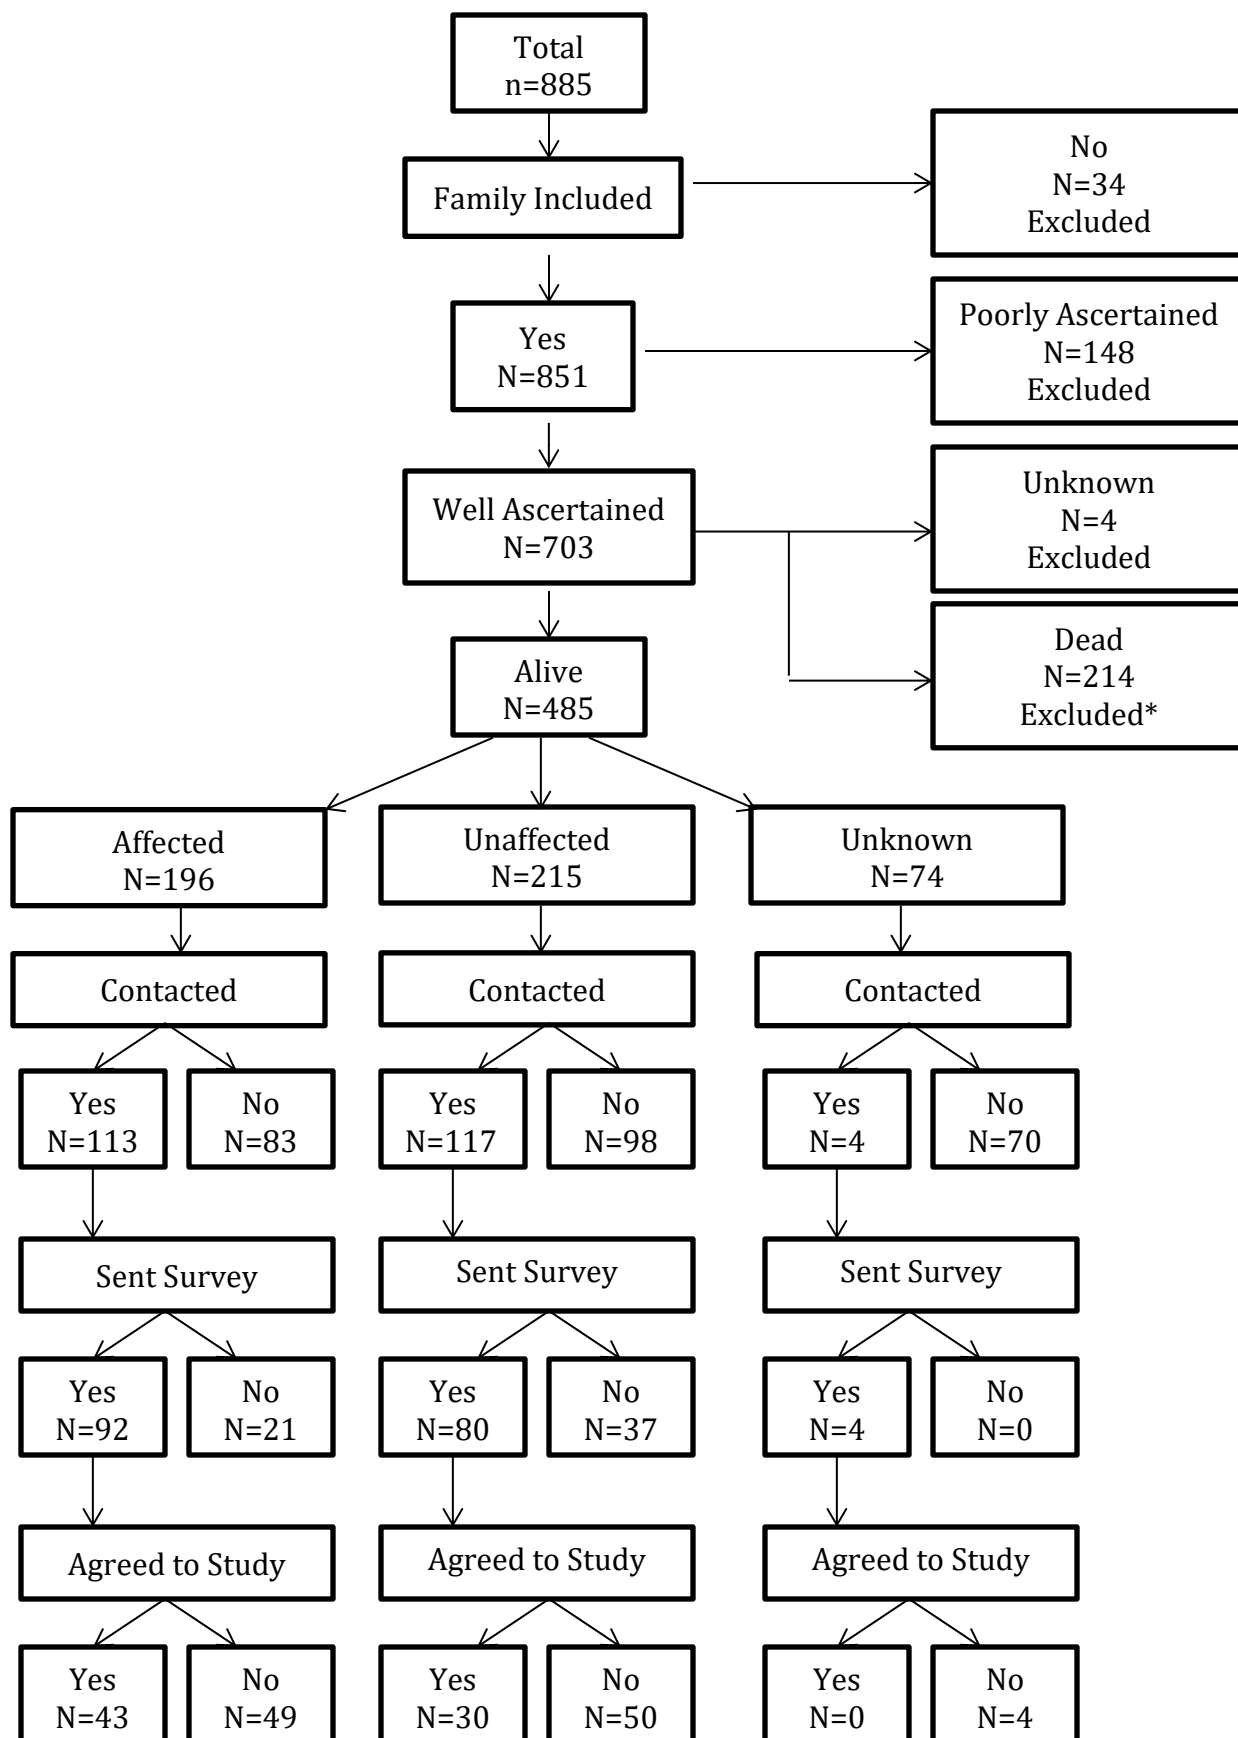 Total
n=885
Family Included
No
N=34
Excluded
Yes
N=851
Poorly Ascertained
N=148
Excluded
Well Ascertained
N=703
Unknown
N=4
Excluded
Alive
N=485
Dead
N=214
Excluded*
Affected
N=196
Unaffected
N=215
Unknown
N=74
Contacted
Contacted
Contacted
Yes
N=113
No
N=83
Yes
N=117
No
N=98
Yes
N=4
No
N=70
Sent Survey
Sent Survey
Sent Survey
Yes
N=92
No
N=21
Yes
N=80
No
N=37
Yes
N=4
No
N=0
Agreed to Study
Agreed to Study
Agreed to Study
Yes
N=43
No
N=49
Yes
N=30
No
N=50
Yes
N=0
No
N=4